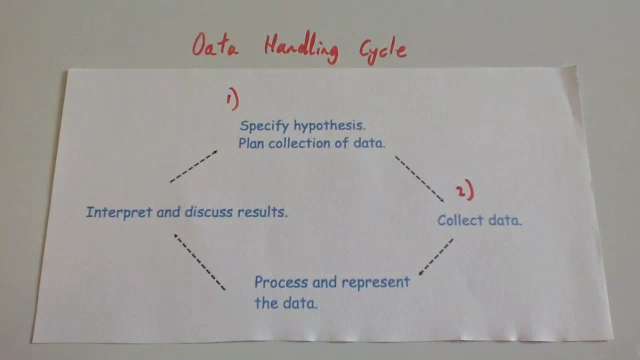 Data Handling Cycle
1)
Specify hypothesis.
Plan collection of data.
2)
Collect data.
Interpret and discuss results.
Process and represent
the data.